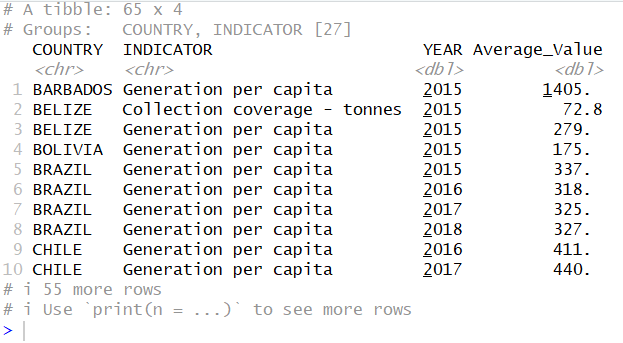 # A tibble: 65 x 4
# Groups:   COUNTRY, INDICATOR [27]
   COUNTRY  INDICATOR                     YEAR Average_Value
   <chr>    <chr>                        <dbl>         <dbl>
 1 BARBADOS Generation per capita         2015        1405.
 2 BELIZE   Collection coverage - tonnes  2015          72.8
 3 BELIZE   Generation per capita         2015         279.
 4 BOLIVIA  Generation per capita         2015         175.
 5 BRAZIL   Generation per capita         2015         337.
 6 BRAZIL   Generation per capita         2016         318.
 7 BRAZIL   Generation per capita         2017         325.
 8 BRAZIL   Generation per capita         2018         327.
 9 CHILE    Generation per capita         2016         411.
10 CHILE    Generation per capita         2017         440.
# i 55 more rows
# i Use `print(n = ...)` to see more rows
>